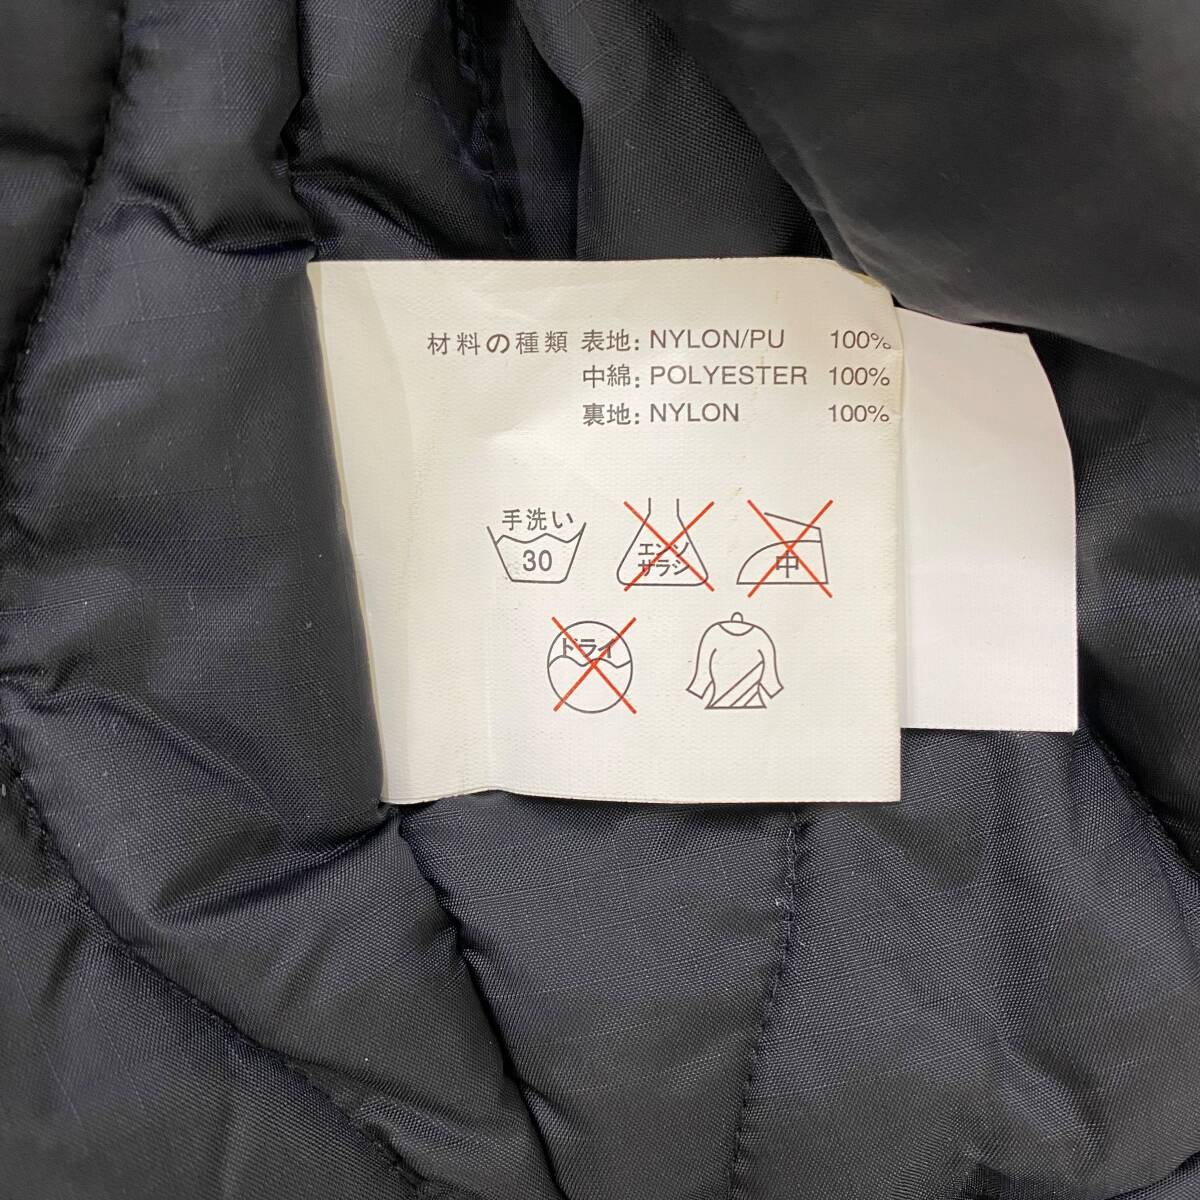 材料の種類 表地: NYLON/PU 100%
中綿: POLYESTER 100%
裏地: NYLON 100%
手洗い
30
エンソ
サラシ
中
ドライ